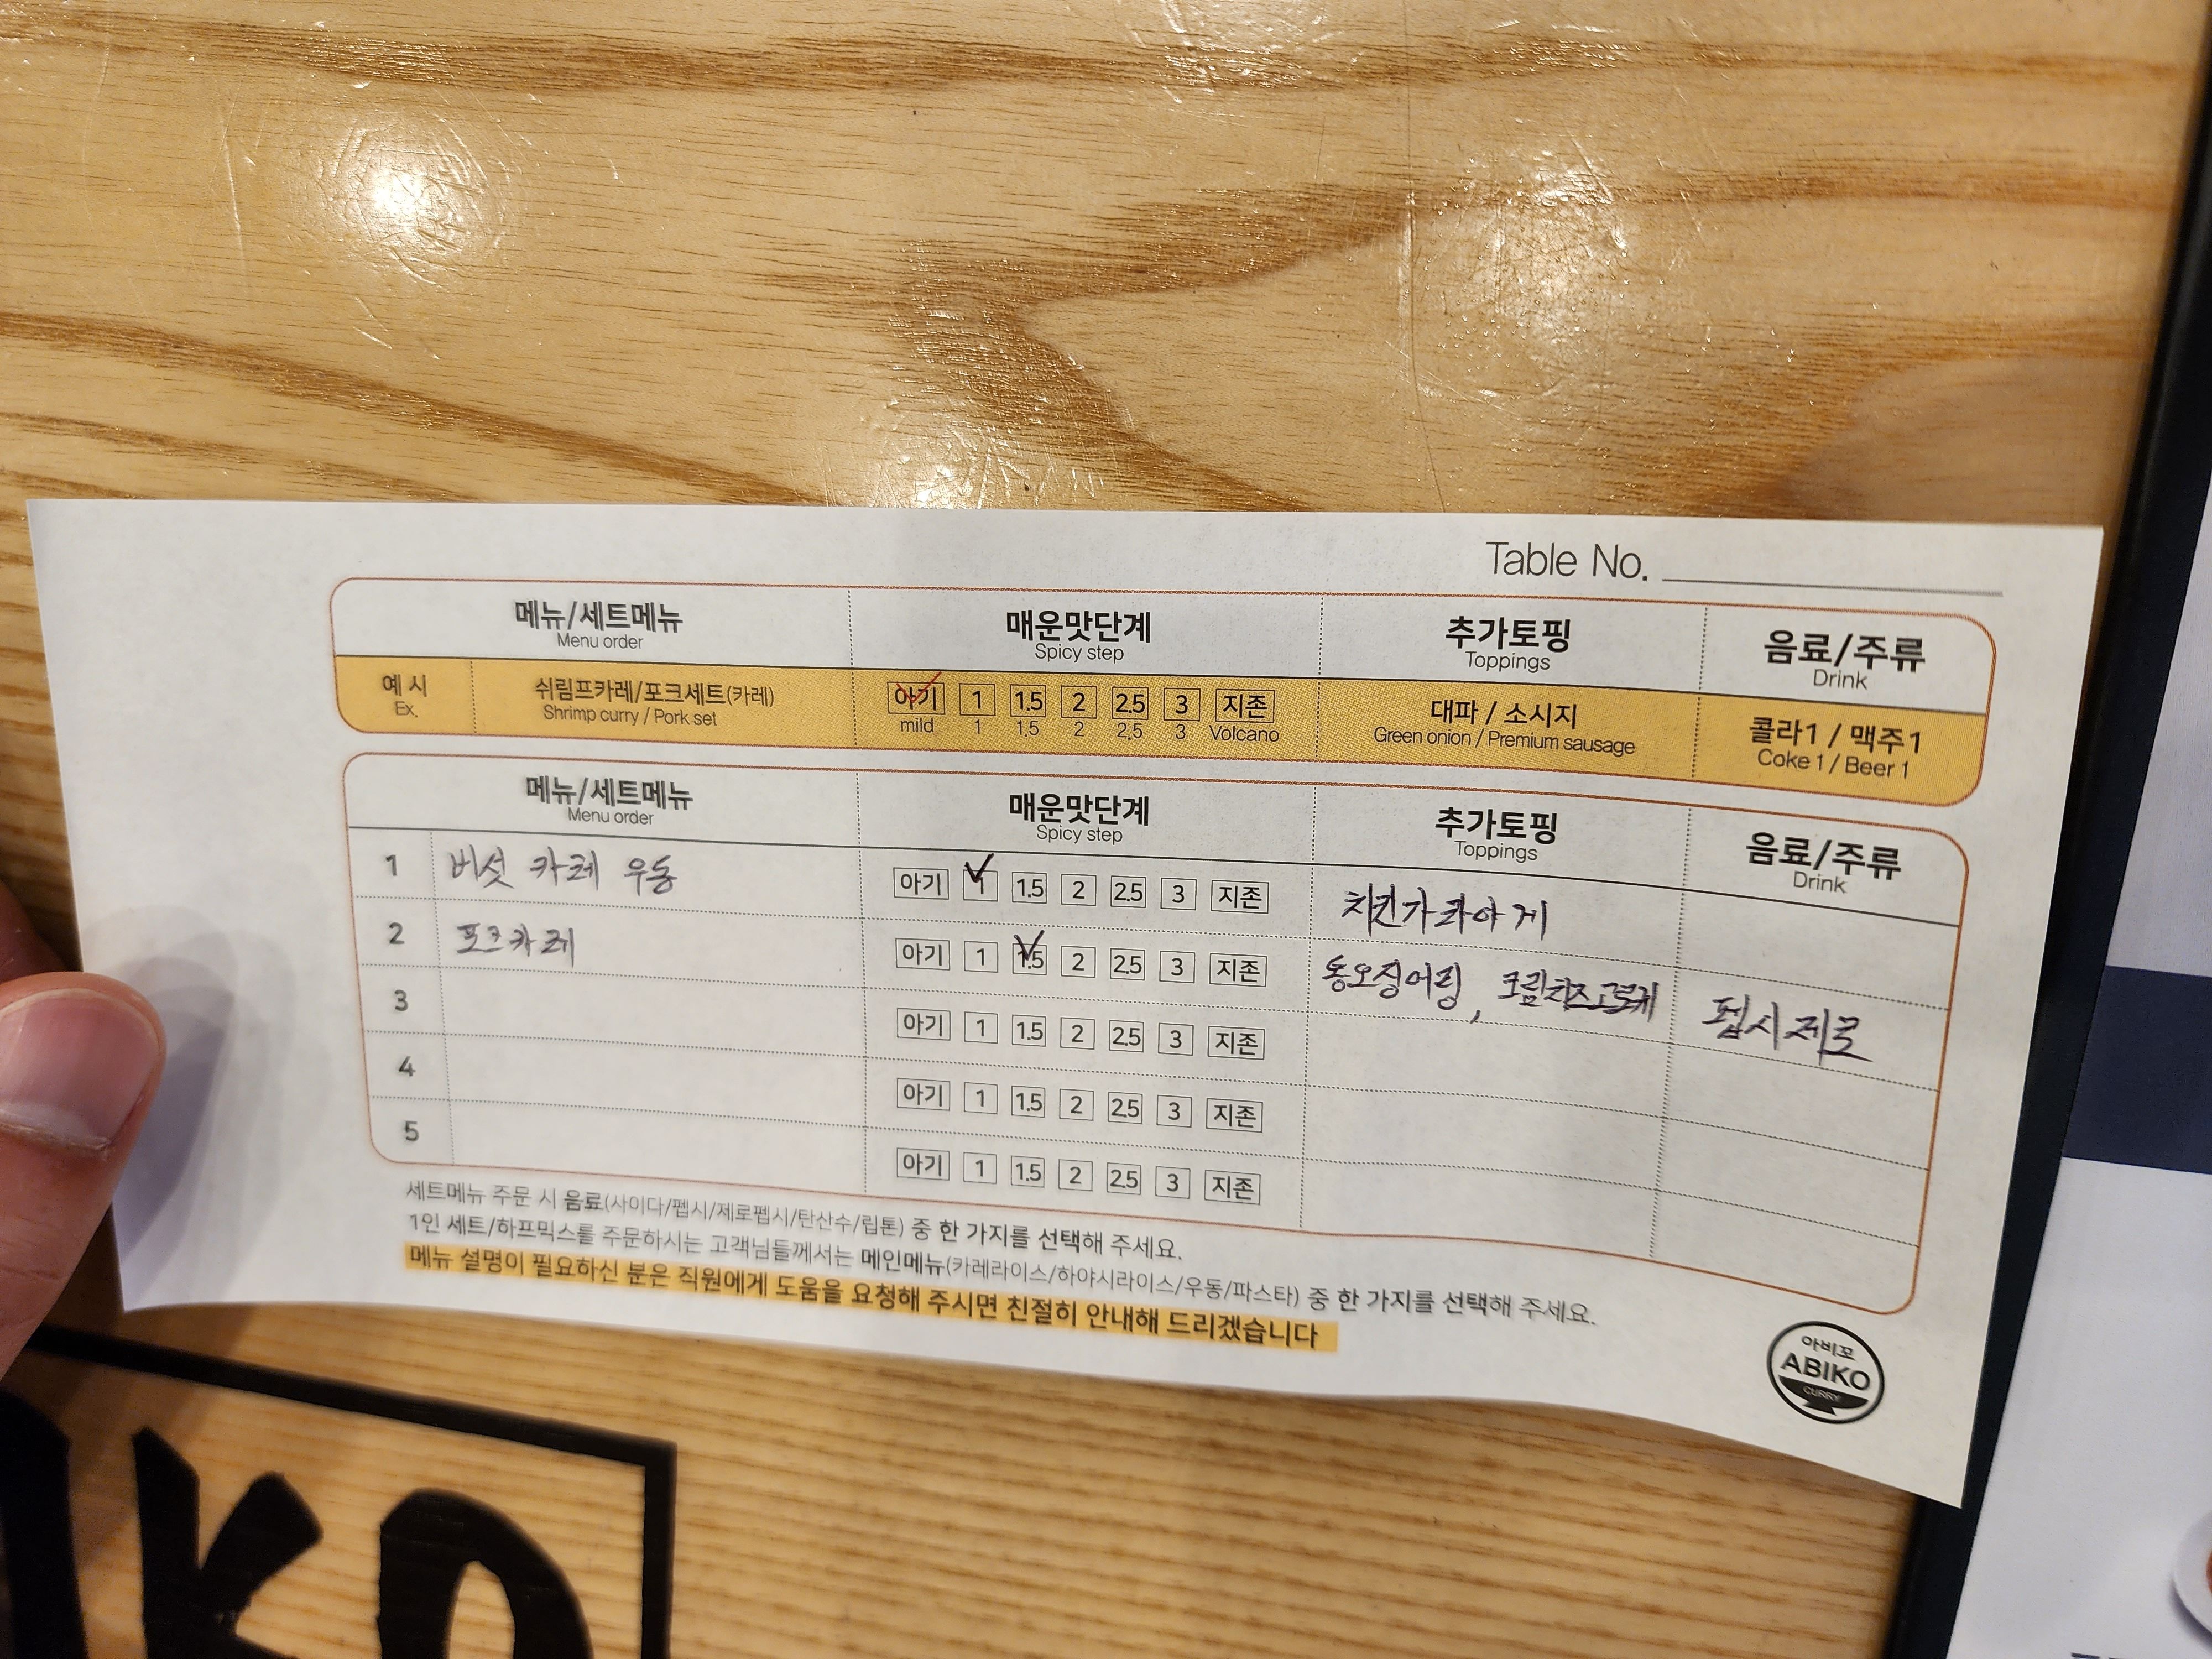 Table No.
메뉴/세트메뉴 매운맛단계 추가토핑 음료/주류
Menu order Spicy step Toppings Drink
예 시 쉬림프카레/포크세트(카레) 아기 1 1.5 2 2.5 3 지존 대파 / 소시지 콜라1 / 맥주1
Ex. Shrimp curry / Pork set mild 1 1.5 2 2.5 3 Volcano Green onion / Premium sausage Coke 1 / Beer 1
메뉴/세트메뉴 매운맛단계 추가토핑 음료/주류
Menu order Spicy step Toppings Drink
1 버섯 카레 우동 아기 1 1.5 2 2.5 3 지존 치킨가라아게
2 포크카레 아기 1 1.5 2 2.5 3 지존 통오징어링, 크림치즈고로케 펩시제로
3 아기 1 1.5 2 2.5 3 지존
4 아기 1 1.5 2 2.5 3 지존
5 아기 1 1.5 2 2.5 3 지존
세트메뉴 주문 시 음료(사이다/펩시/제로펩시/탄산수/립톤) 중 한 가지를 선택해 주세요.
1인 세트/하프믹스를 주문하시는 고객님들께서는 메인메뉴(카레라이스/하야시라이스/우동/파스타) 중 한 가지를 선택해 주세요.
메뉴 설명이 필요하신 분은 직원에게 도움을 요청해 주시면 친절히 안내해 드리겠습니다
아비꼬
ABIKO
CURRY
IKO